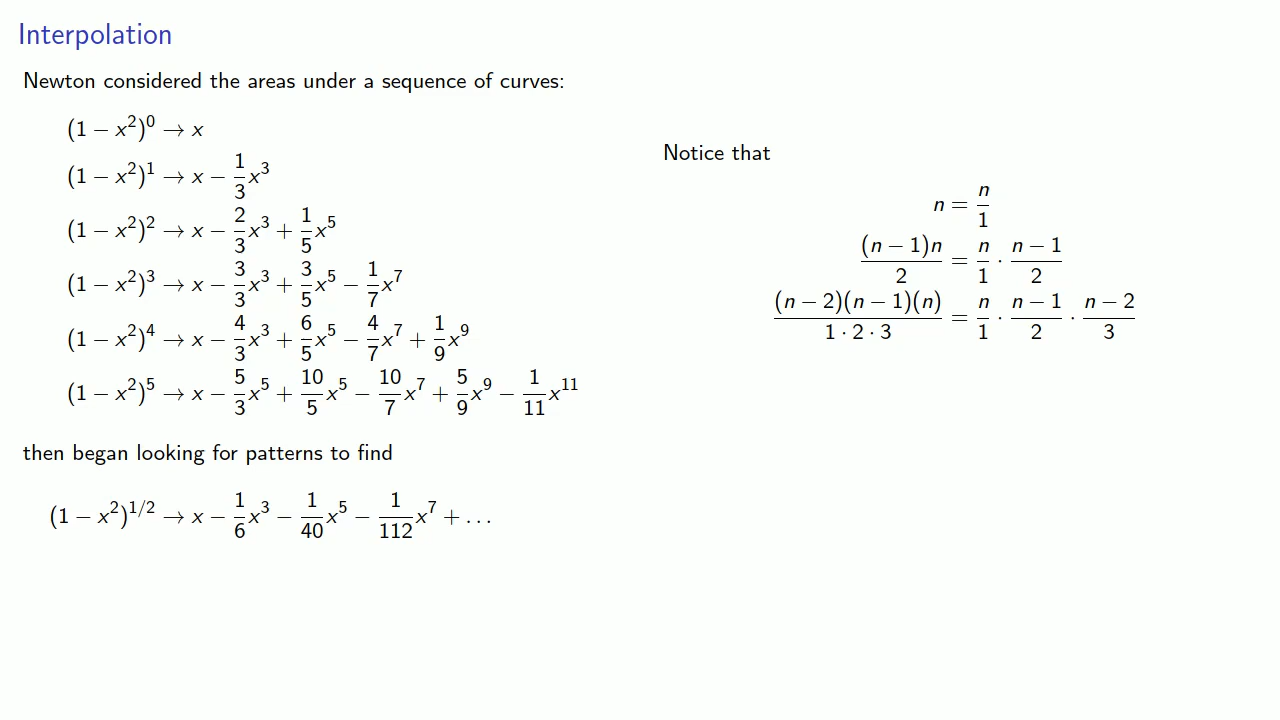 Interpolation
Newton considered the areas under a sequence of curves:
(1 − x²)⁰ → x
(1 − x²)¹ → x − 1/3 x³
(1 − x²)² → x − 2/3 x³ + 1/5 x⁵
(1 − x²)³ → x − 3/3 x³ + 3/5 x⁵ − 1/7 x⁷
(1 − x²)⁴ → x − 4/3 x³ + 6/5 x⁵ − 4/7 x⁷ + 1/9 x⁹
(1 − x²)⁵ → x − 5/3 x⁵ + 10/5 x⁵ − 10/7 x⁷ + 5/9 x⁹ − 1/11 x¹¹
then began looking for patterns to find
(1 − x²)^{1/2} → x − 1/6 x³ − 1/40 x⁵ − 1/112 x⁷ + . . .
Notice that
n = n/1
(n − 1)n/2 = n/1 · (n − 1)/2
(n − 2)(n − 1)(n)/(1 · 2 · 3) = n/1 · (n − 1)/2 · (n − 2)/3